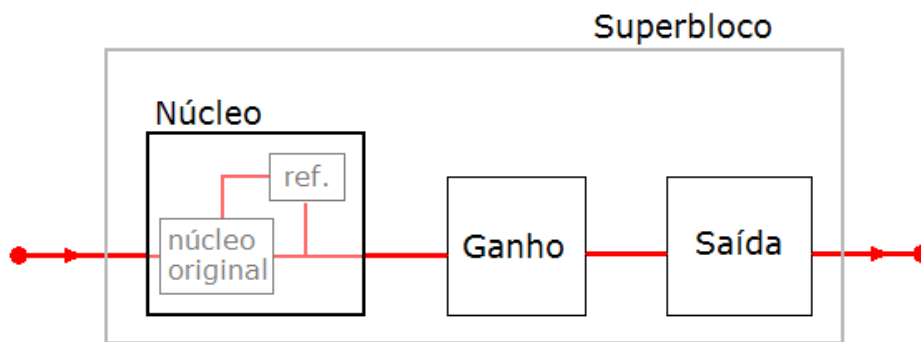 Superbloco
Núcleo
ref.
núcleo
original
Ganho
Saída